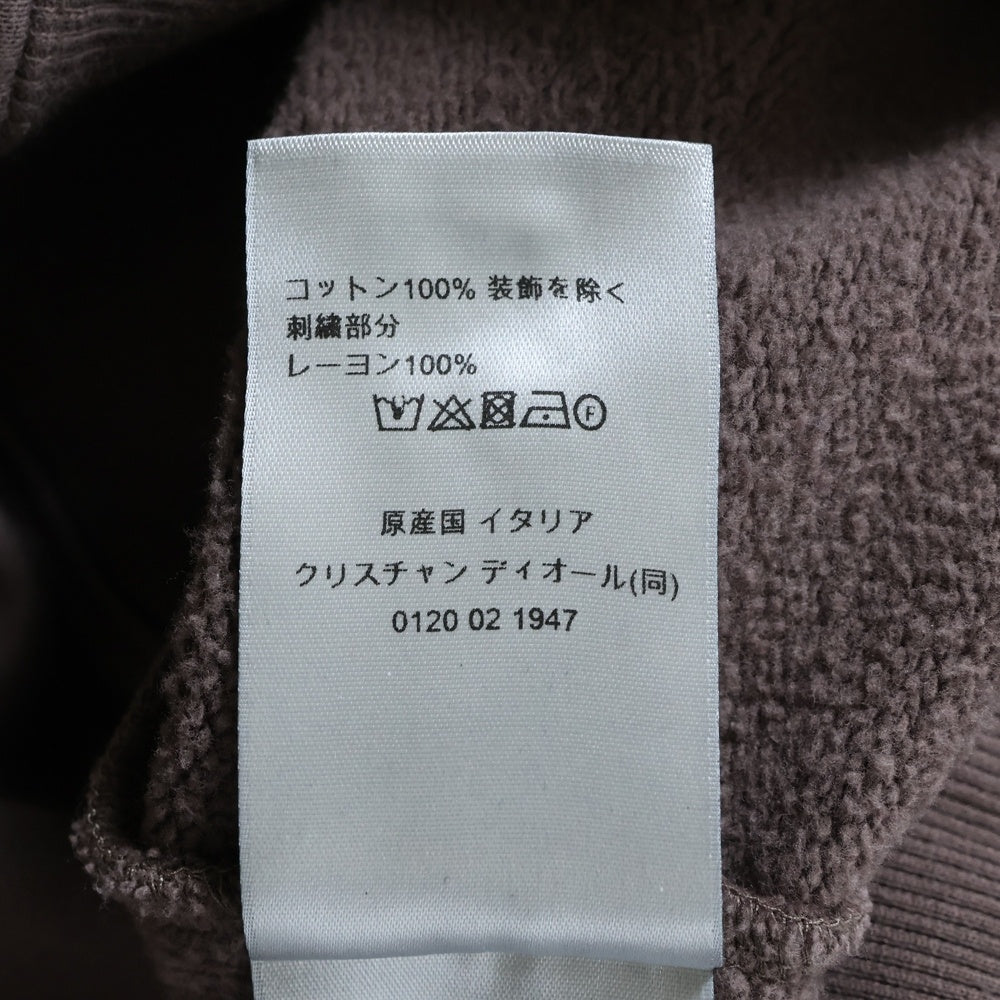 コットン100% 装飾を除く
刺繍部分
レーヨン100%
F
原産国 イタリア
クリスチャン ディオール(同)
0120 02 1947